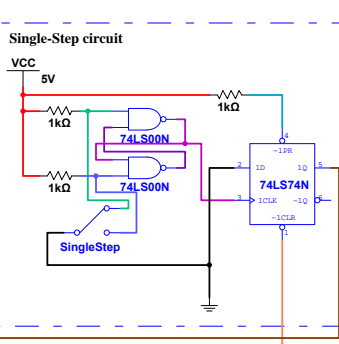 Single-Step circuit
VCC
5V
1kΩ
1kΩ
74LS00N
4
~1PR
2
1D
1Q
5
74LS74N
3
1CLK
~1Q
6
~1CLR
1
1kΩ
74LS00N
SingleStep